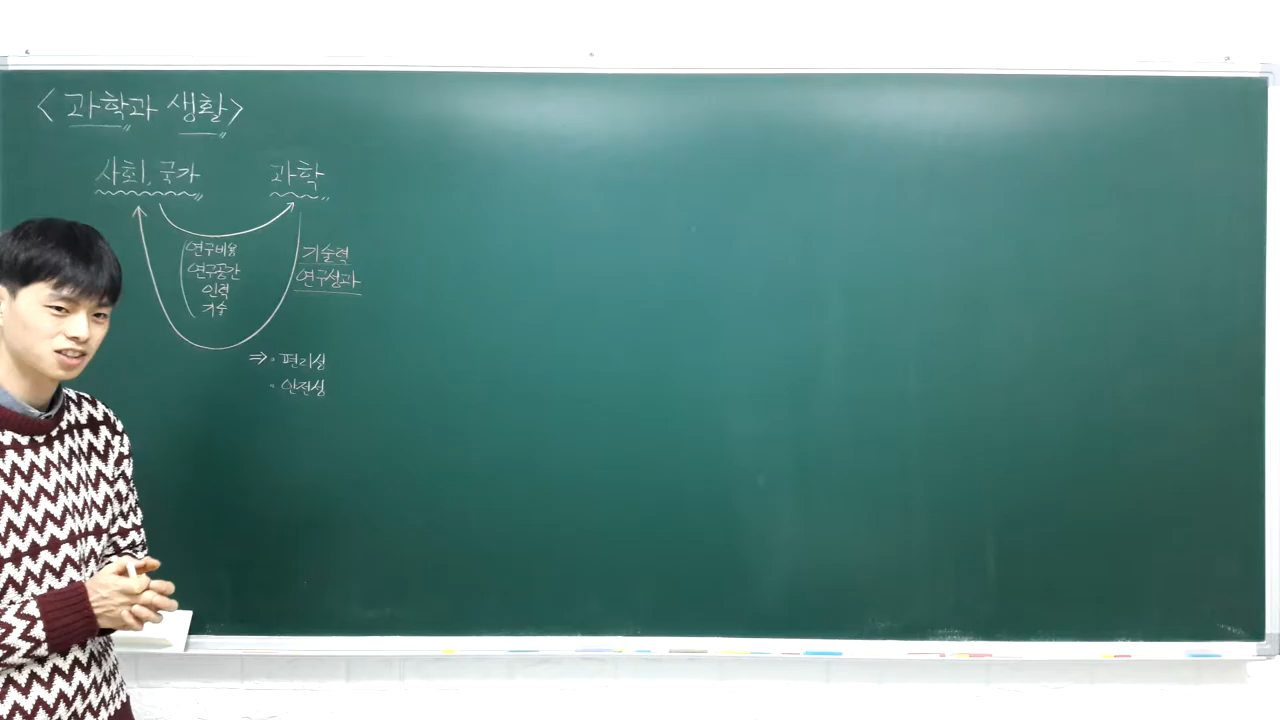 <과학과 생활>
사회, 국가 과학
연구비용
연구공간
인력
기술
기술력
연구성과
⇒ · 편리성
· 안전성